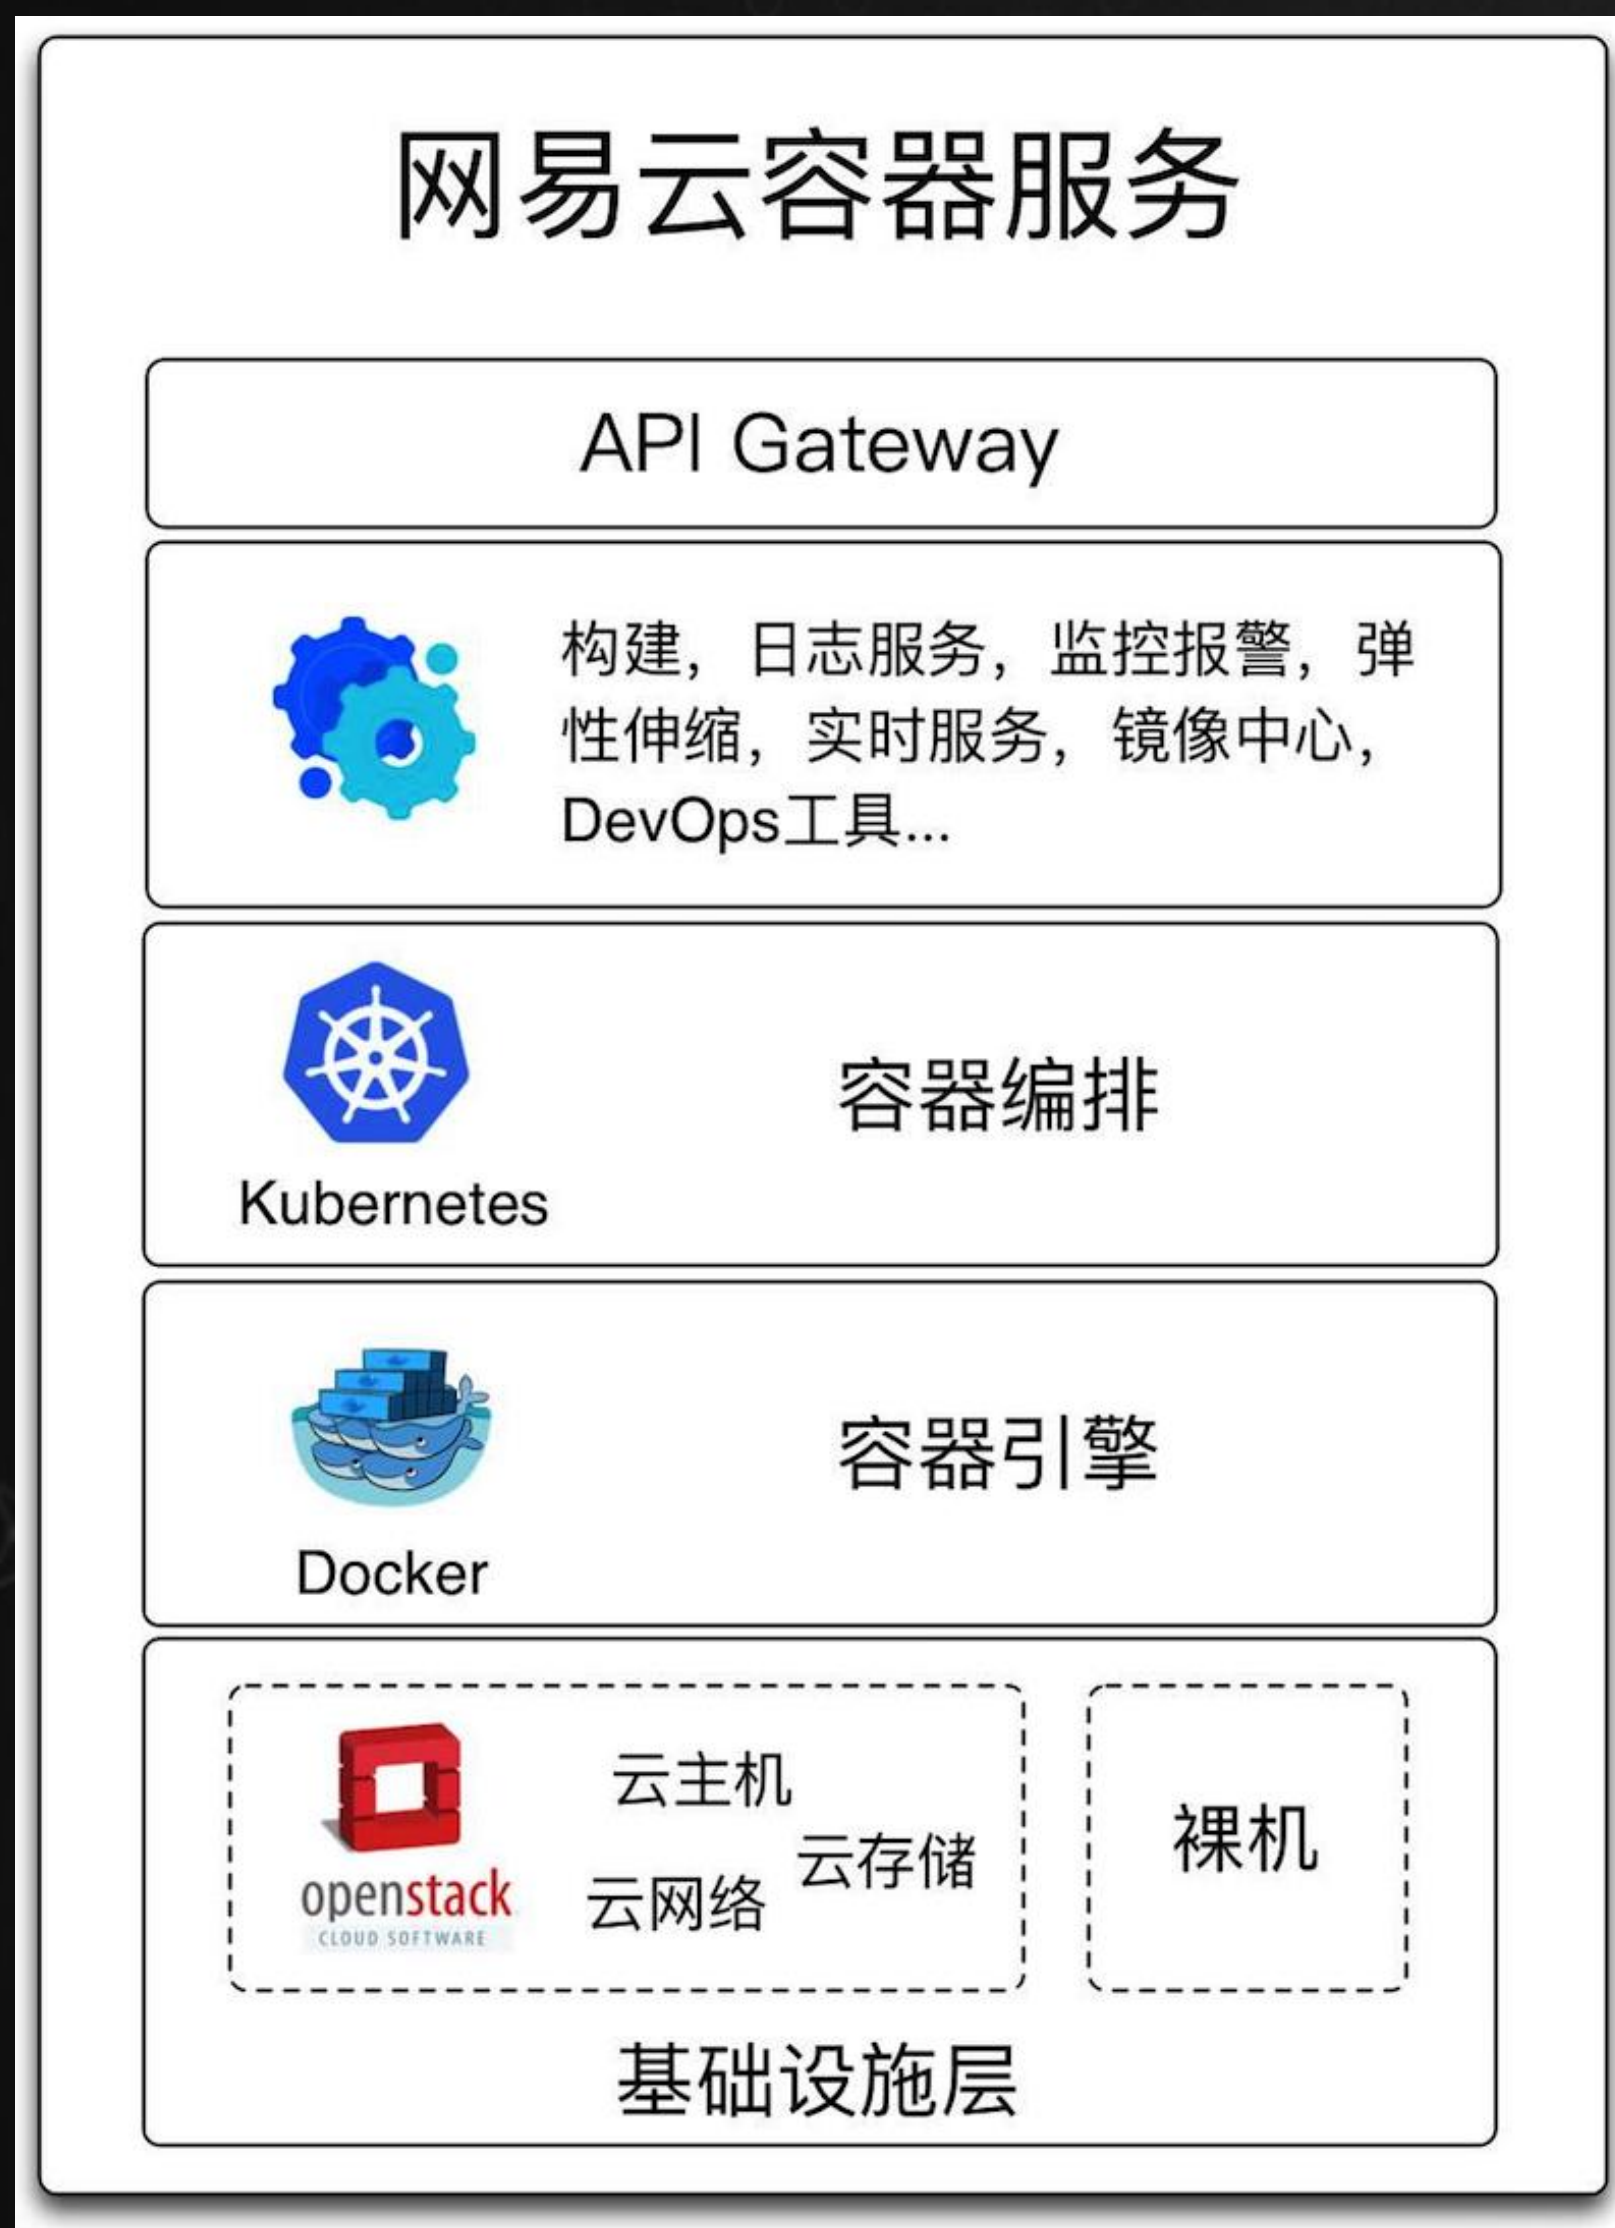 网易云容器服务
API Gateway
构建，日志服务，监控报警，弹
性伸缩，实时服务，镜像中心，
DevOps工具...
Kubernetes
容器编排
Docker
容器引擎
openstack
CLOUD SOFTWARE
云主机
云存储
云网络
裸机
基础设施层